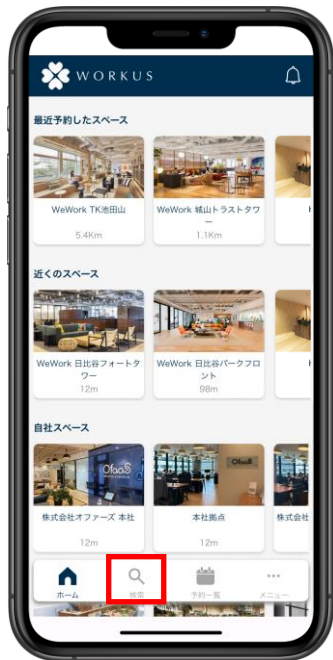 WORKUS
最近予約したスペース
WeWork TK池田山
5.4Km
WeWork 城山トラストタワ
ー
1.1Km
近くのスペース
WeWork 日比谷フォートタ
ワー
12m
WeWork 日比谷パークフロ
ント
98m
自社スペース
OfaaS
株式会社オファーズ 本社
12m
OfaaS
本社拠点
12m
株式会社
ホーム
検索
予約一覧
メニュー